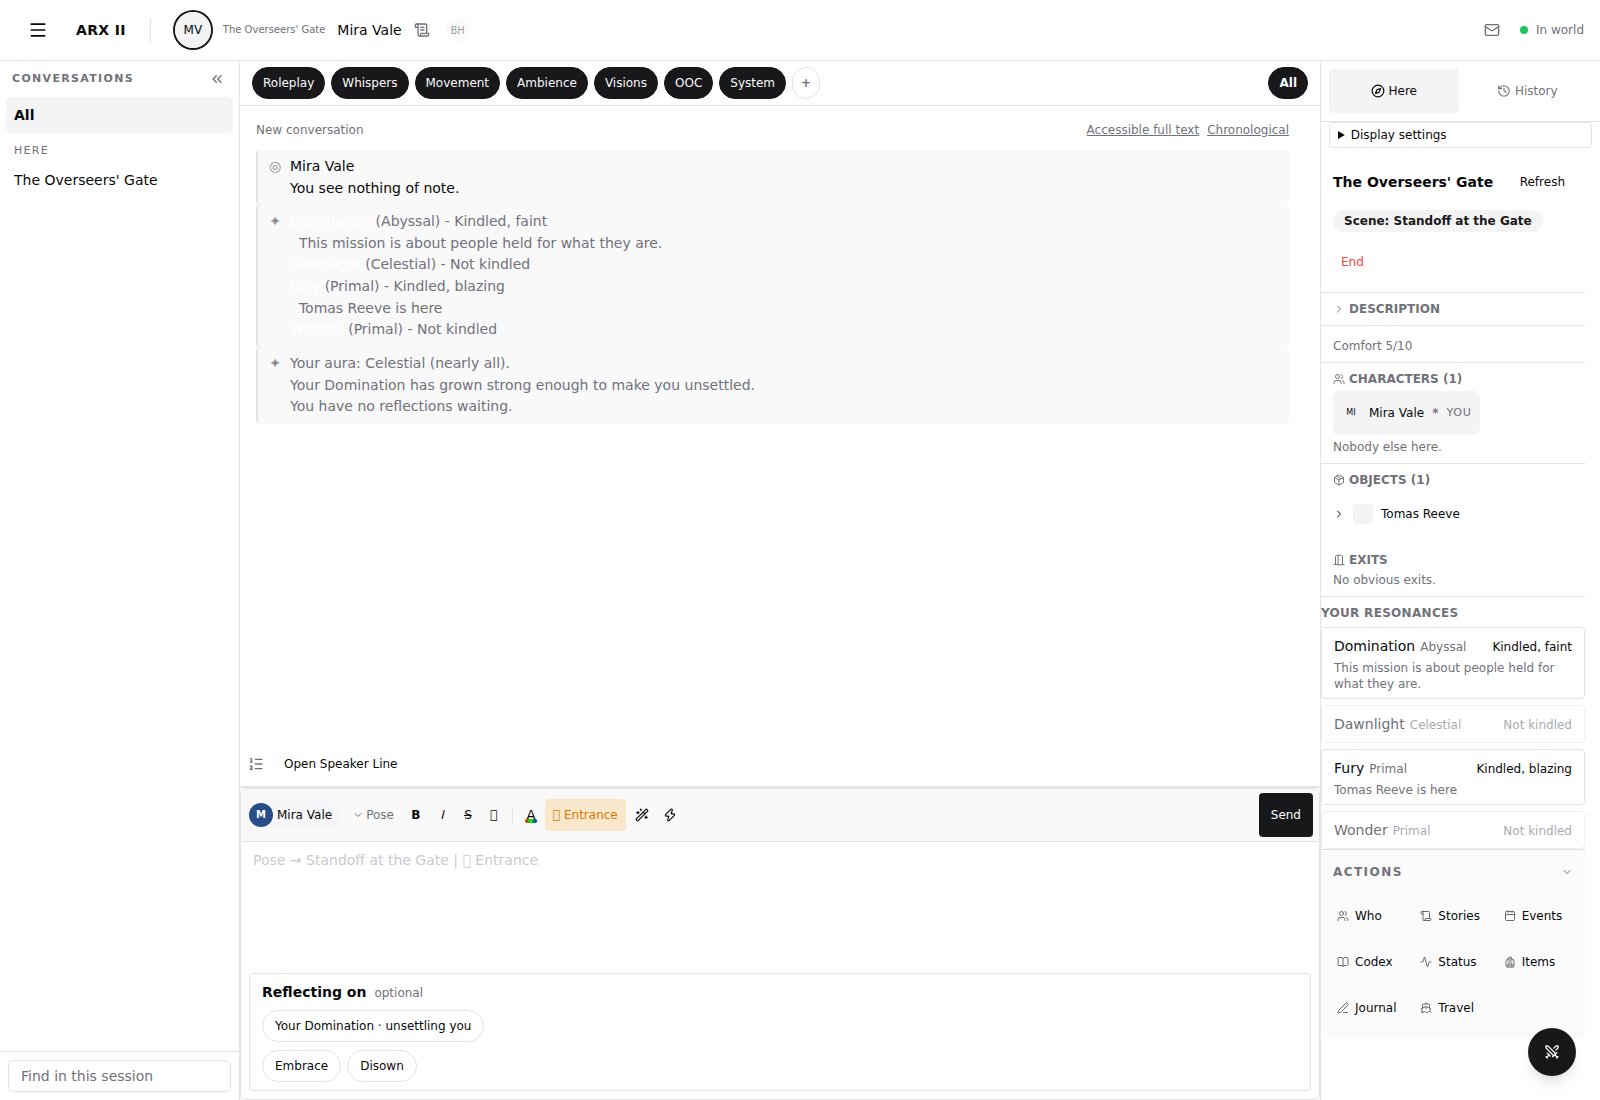 ARX II
MV
The Overseers' Gate
Mira Vale
BH
In world
CONVERSATIONS
All
HERE
The Overseers' Gate
Find in this session
Roleplay
Whispers
Movement
Ambience
Visions
OOC
System
+
All
New conversation
Accessible full text
Chronological
Mira Vale
You see nothing of note.
Domination (Abyssal) - Kindled, faint
This mission is about people held for what they are.
Dawnlight (Celestial) - Not kindled
Fury (Primal) - Kindled, blazing
Tomas Reeve is here
Wonder (Primal) - Not kindled
Your aura: Celestial (nearly all).
Your Domination has grown strong enough to make you unsettled.
You have no reflections waiting.
Open Speaker Line
M
Mira Vale
Pose
B
I
S
A
Entrance
Send
Pose → Standoff at the Gate | Entrance
Reflecting on optional
Your Domination · unsettling you
Embrace
Disown
Here
History
Display settings
The Overseers' Gate
Refresh
Scene: Standoff at the Gate
End
DESCRIPTION
Comfort 5/10
CHARACTERS (1)
MI
Mira Vale * YOU
Nobody else here.
OBJECTS (1)
Tomas Reeve
EXITS
No obvious exits.
YOUR RESONANCES
Domination Abyssal Kindled, faint
This mission is about people held for
what they are.
Dawnlight Celestial Not kindled
Fury Primal Kindled, blazing
Tomas Reeve is here
Wonder Primal Not kindled
ACTIONS
Who
Stories
Events
Codex
Status
Items
Journal
Travel